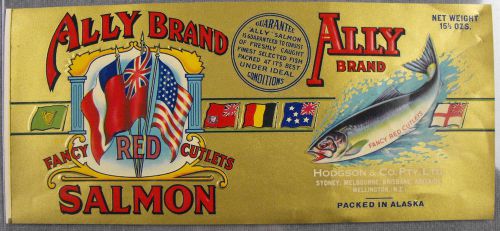 ALLY BRAND
FANCY RED CUTLETS
SALMON
GUARANTEE
"ALLY" SALMON
IS GUARANTEED TO CONSIST
OF FRESHLY CAUGHT
FINEST SELECTED FISH
PACKED AT ITS BEST
UNDER IDEAL
CONDITIONS
ALLY
BRAND
NET WEIGHT
15½ OZS.
FANCY RED CUTLETS
HODGSON & CO. PTY. LTD.
SYDNEY, MELBOURNE, BRISBANE, ADELAIDE,
WELLINGTON, N.Z.
PACKED IN ALASKA